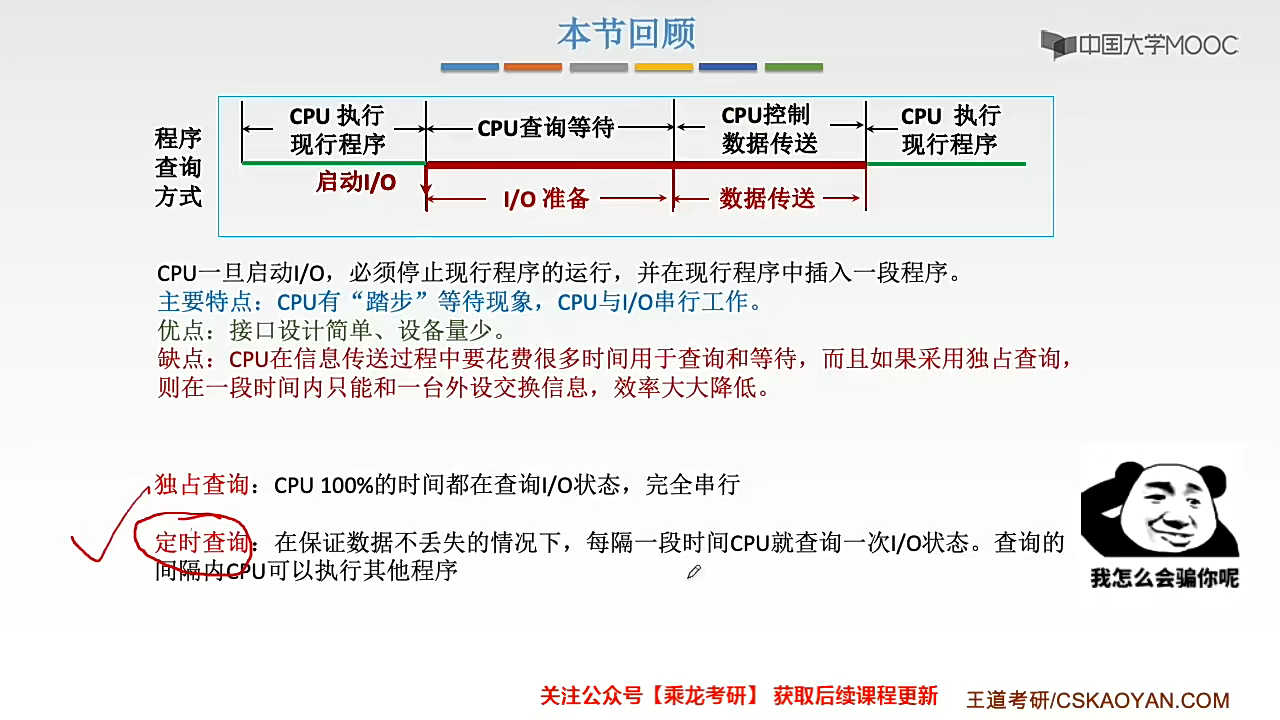 本节回顾
中国大学MOOC
程序
查询
方式
CPU 执行
现行程序
CPU查询等待
CPU控制
数据传送
CPU 执行
现行程序
启动I/O
I/O 准备
数据传送
CPU一旦启动I/O，必须停止现行程序的运行，并在现行程序中插入一段程序。
主要特点：CPU有“踏步”等待现象，CPU与I/O串行工作。
优点：接口设计简单、设备量少。
缺点：CPU在信息传送过程中要花费很多时间用于查询和等待，而且如果采用独占查询，
则在一段时间内只能和一台外设交换信息，效率大大降低。
独占查询：CPU 100%的时间都在查询I/O状态，完全串行
定时查询：在保证数据不丢失的情况下，每隔一段时间CPU就查询一次I/O状态。查询的
间隔内CPU可以执行其他程序
我怎么会骗你呢
关注公众号【乘龙考研】 获取后续课程更新
王道考研/CSKAOYAN.COM